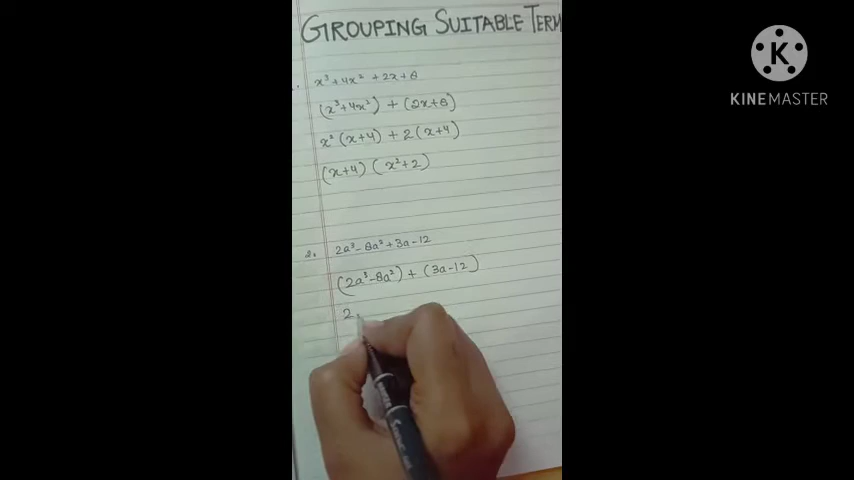 GROUPING SUITABLE TERM
x³+4x² +2x+8
(x³+4x²) + (2x+8)
x² (x+4) + 2 (x+4)
(x+4) (x²+2)
2. 2a³-8a²+3a-12
(2a³-8a²) + (3a-12)
2
KINEMASTER